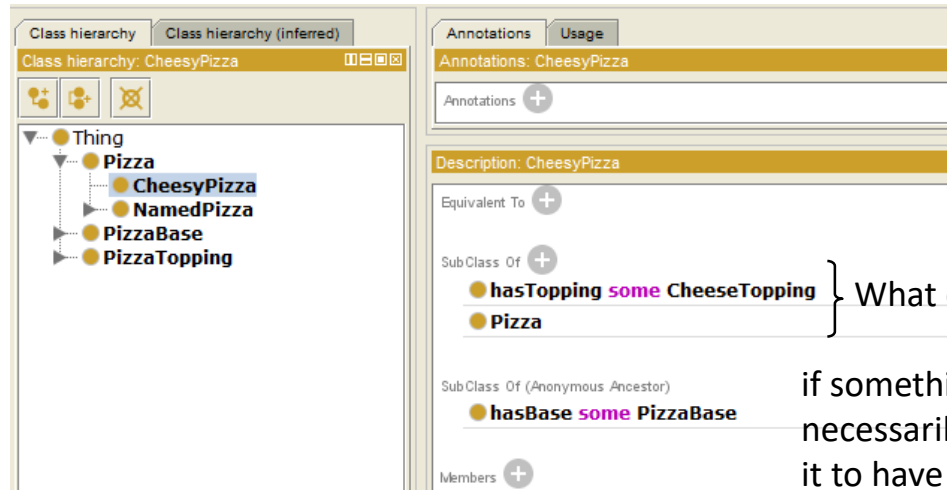 Class hierarchy
Class hierarchy (inferred)
Class hierarchy: CheesyPizza
Thing
Pizza
CheesyPizza
NamedPizza
PizzaBase
PizzaTopping
Annotations
Usage
Annotations: CheesyPizza
Annotations
Description: CheesyPizza
Equivalent To
SubClass Of
hasTopping some CheeseTopping
Pizza
What
SubClass Of (Anonymous Ancestor)
hasBase some PizzaBase
Members
if
it to have